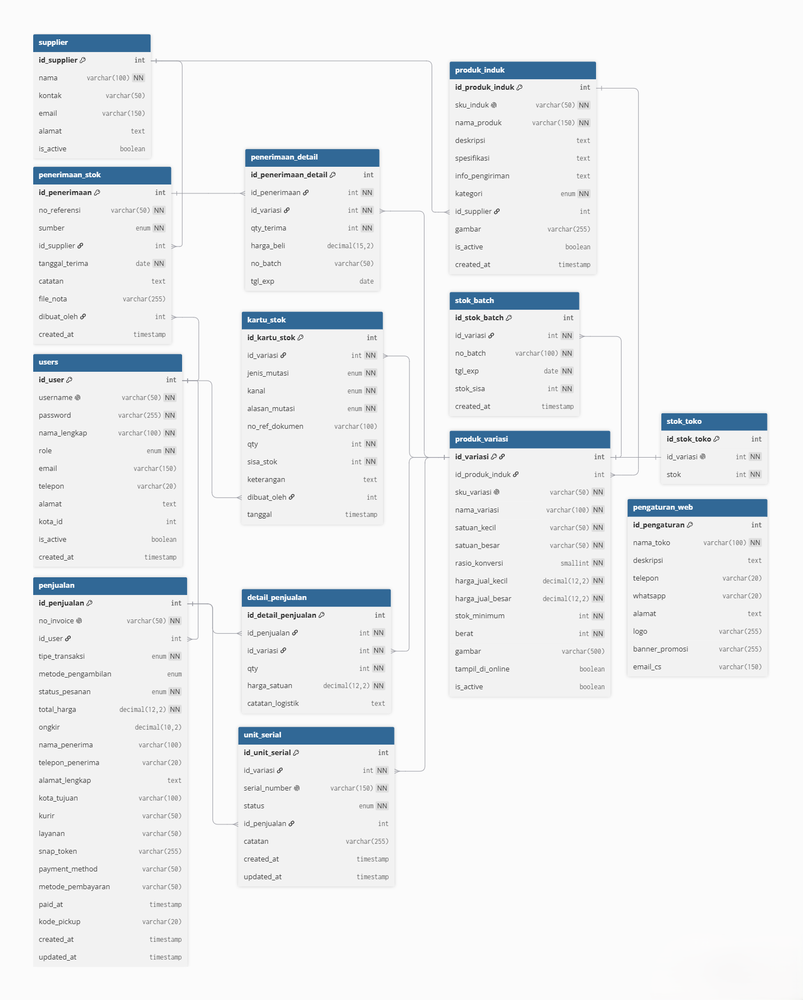 supplier
id_supplier int
nama varchar(100) NN
kontak varchar(50)
email varchar(150)
alamat text
is_active boolean
penerimaan_stok
id_penerimaan int
no_referensi varchar(50) NN
sumber enum NN
id_supplier int
tanggal_terima date NN
catatan text
file_nota varchar(255)
dibuat_oleh int
created_at timestamp
users
id_user int
username varchar(50) NN
password varchar(255) NN
nama_lengkap varchar(100) NN
role enum NN
email varchar(150)
telepon varchar(20)
alamat text
kota_id int
is_active boolean
created_at timestamp
penjualan
id_penjualan int
no_invoice varchar(50) NN
id_user int
tipe_transaksi enum NN
metode_pengambilan enum
status_pesanan enum NN
total_harga decimal(12,2) NN
ongkir decimal(10,2)
nama_penerima varchar(100)
telepon_penerima varchar(20)
alamat_lengkap text
kota_tujuan varchar(100)
kurir varchar(50)
layanan varchar(50)
snap_token varchar(255)
payment_method varchar(50)
metode_pembayaran varchar(50)
paid_at timestamp
kode_pickup varchar(20)
created_at timestamp
updated_at timestamp
penerimaan_detail
id_penerimaan_detail int
id_penerimaan int NN
id_variasi int NN
qty_terima int NN
harga_beli decimal(15,2)
no_batch varchar(50)
tgl_exp date
kartu_stok
id_kartu_stok int
id_variasi int NN
jenis_mutasi enum NN
kanal enum NN
alasan_mutasi enum NN
no_ref_dokumen varchar(100)
qty int NN
sisa_stok int NN
keterangan text
dibuat_oleh int
tanggal timestamp
detail_penjualan
id_detail_penjualan int
id_penjualan int NN
id_variasi int NN
qty int NN
harga_satuan decimal(12,2) NN
catatan_logistik text
unit_serial
id_unit_serial int
id_variasi int NN
serial_number varchar(150) NN
status enum NN
id_penjualan int
catatan varchar(255)
created_at timestamp
updated_at timestamp
produk_induk
id_produk_induk int
sku_induk varchar(50) NN
nama_produk varchar(150) NN
deskripsi text
spesifikasi text
info_pengiriman text
kategori enum NN
id_supplier int
gambar varchar(255)
is_active boolean
created_at timestamp
stok_batch
id_stok_batch int
id_variasi int NN
no_batch varchar(100) NN
tgl_exp date NN
stok_sisa int NN
created_at timestamp
produk_variasi
id_variasi int
id_produk_induk int
sku_variasi varchar(50) NN
nama_variasi varchar(100) NN
satuan_kecil varchar(50) NN
satuan_besar varchar(50) NN
rasio_konversi smallint NN
harga_jual_kecil decimal(12,2) NN
harga_jual_besar decimal(12,2) NN
stok_minimum int NN
berat int NN
gambar varchar(500)
tampil_di_online boolean
is_active boolean
stok_toko
id_stok_toko int
id_variasi int NN
stok int NN
pengaturan_web
id_pengaturan int
nama_toko varchar(100) NN
deskripsi text
telepon varchar(20)
whatsapp varchar(20)
alamat text
logo varchar(255)
banner_promosi varchar(255)
email_cs varchar(150)